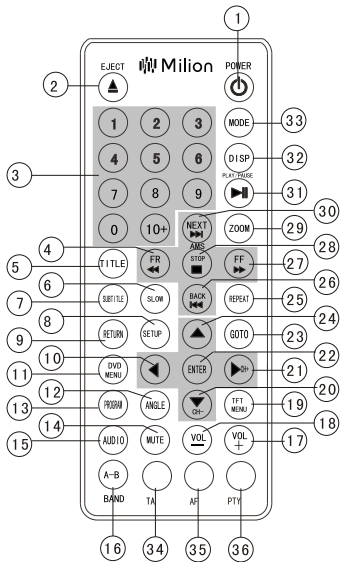 1
EJECT Milion POWER
2
1 2 3 MODE 33
4 5 6 DISP 32
3
PLAY/PAUSE
7 8 9 31
0 10+ NEXT ZOOM 30
29
4 FR AMS STOP FF 28
5 TITLE 27
6 26
7 SUBTITLE SLOW BACK REPEAT 25
8 24
9 RETURN SETUP GOTO 23
10 22
11 DVD MENU ENTER CH+ 21
12 20
13 PROGRAM ANGLE CH- TFT MENU 19
14 18
15 AUDIO MUTE VOL − VOL + 17
A-B
BAND TA AF PTY
16 34 35 36